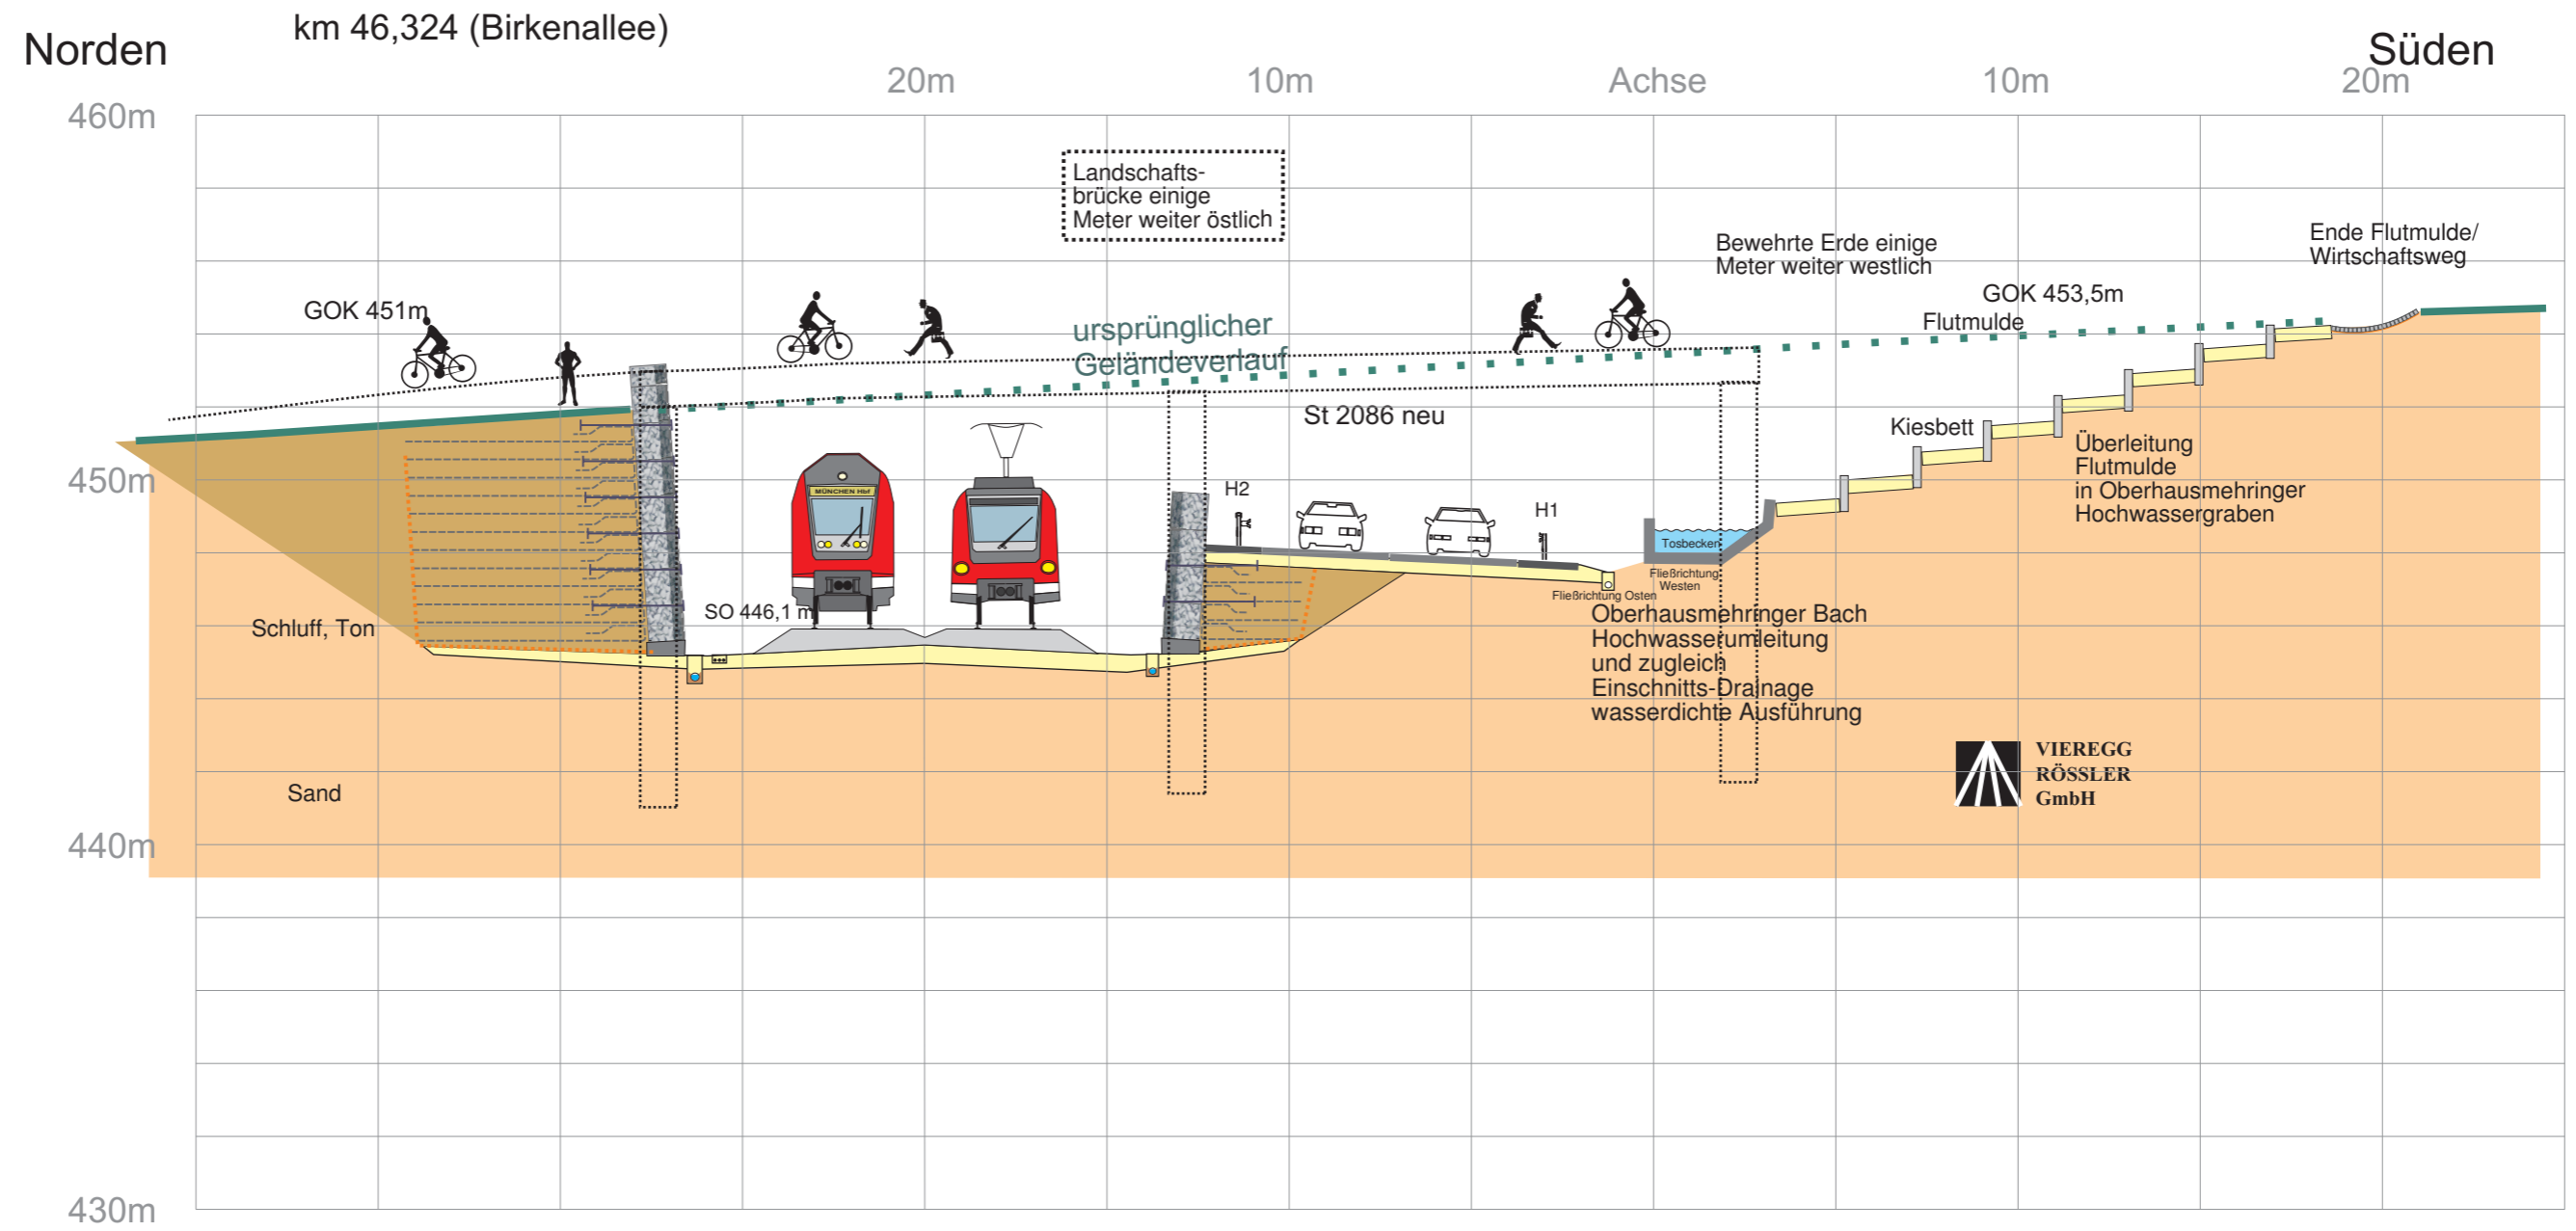 km 46,324 (Birkenallee)
Norden
Süden
20m
10m
Achse
10m
20m
460m
Landschafts-
brücke einige
Meter weiter östlich
Bewehrte Erde einige
Meter weiter westlich
Ende Flutmulde/
Wirtschaftsweg
GOK 451m
GOK 453,5m
Flutmulde
ursprünglicher
Geländeverlauf
St 2086 neu
Kiesbett
Überleitung
Flutmulde
in Oberhausmehringer
Hochwassergraben
450m
MÜNCHEN Hbf
H2
H1
Tosbecken
Fließrichtung
Westen
Fließrichtung Osten
SO 446,1 m
Schluff, Ton
Oberhausmehringer Bach
Hochwasserumleitung
und zugleich
Einschnitts-Drainage
wasserdichte Ausführung
Sand
VIEREGG
RÖSSLER
GmbH
440m
430m